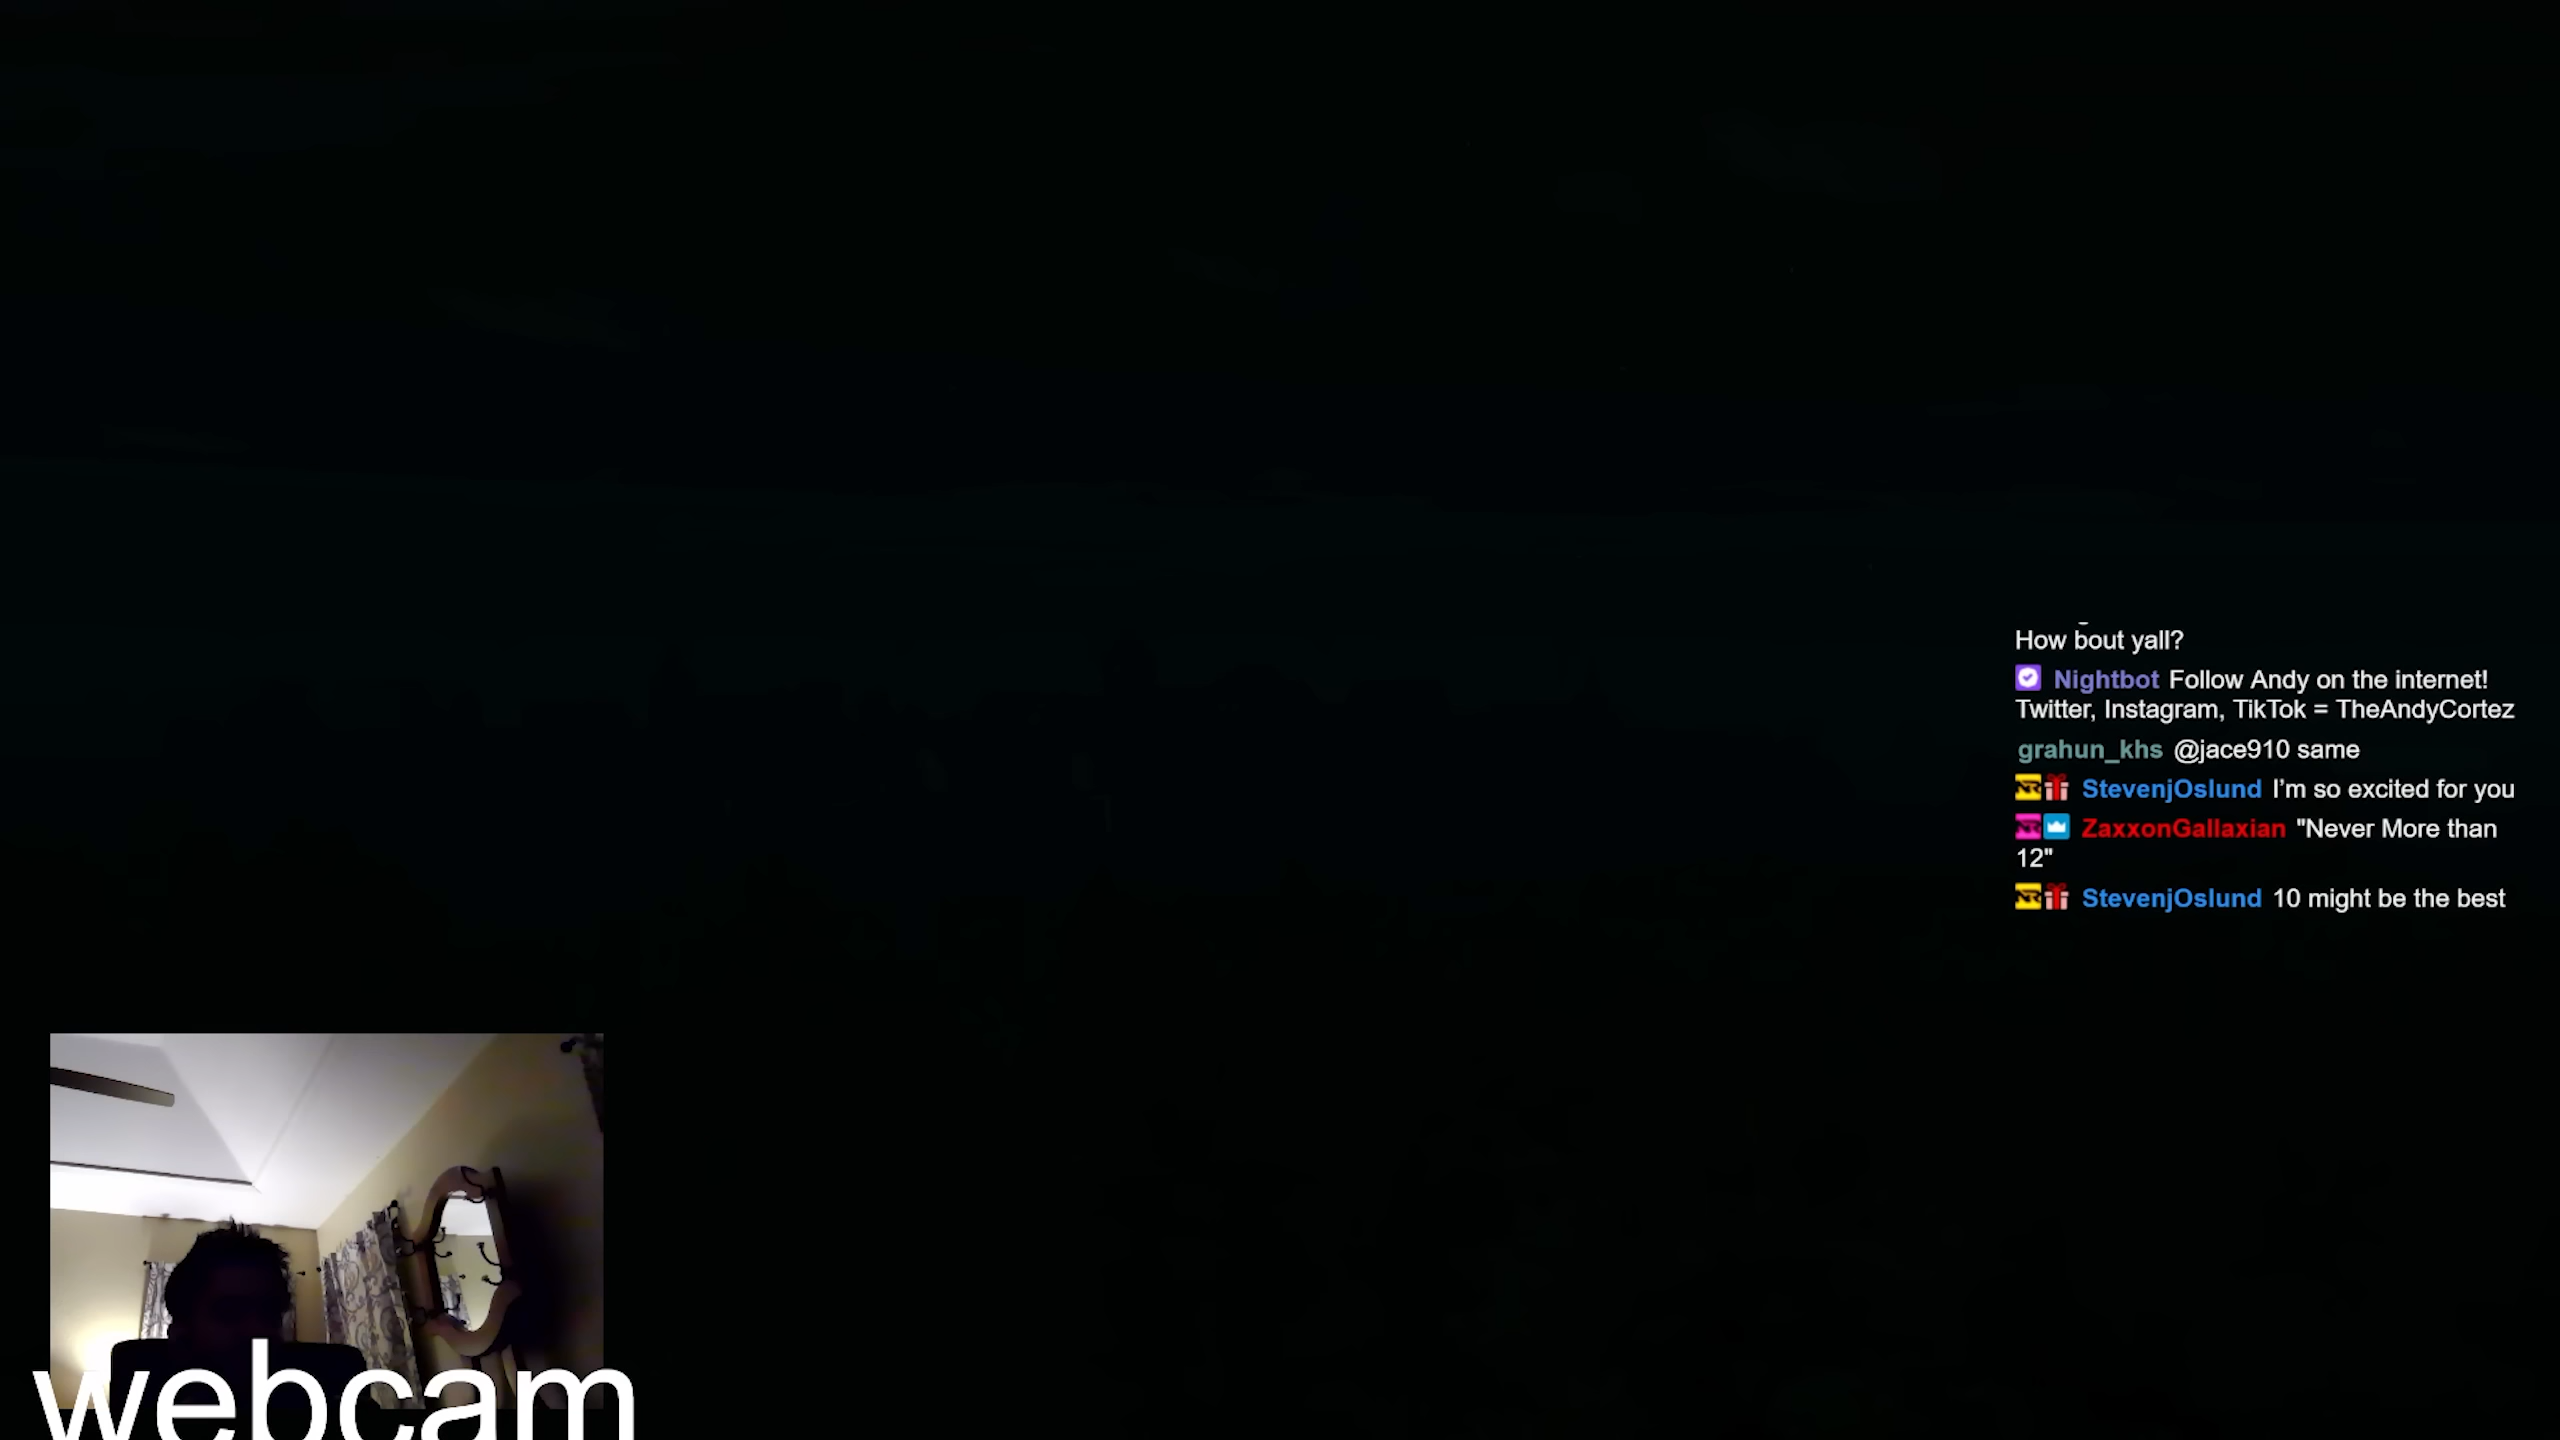 How bout yall?
Nightbot Follow Andy on the internet!
Twitter, Instagram, TikTok = TheAndyCortez
grahun_khs @jace910 same
StevenjOslund I’m so excited for you
ZaxxonGallaxian "Never More than
12"
StevenjOslund 10 might be the best
webcam